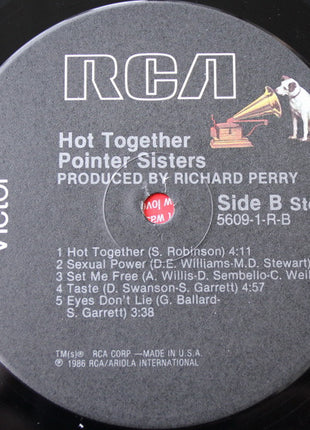 RCA
Victor
Hot Together
Pointer Sisters
PRODUCED BY RICHARD PERRY
Side B
5609-1-R-B
1 Hot Together (S. Robinson) 4:11
2 Sexual Power (D.E. Williams-M.D. Stewart)
3 Set Me Free (A. Willis-D. Sembello-C. Weil
4 Taste (D. Swanson-S. Garrett) 4:57
5 Eyes Don't Lie (G. Ballard-
S. Garrett) 3:38
TM(s)® RCA CORP.—MADE IN U.S.A.
℗ 1986 RCA/ARIOLA INTERNATIONAL